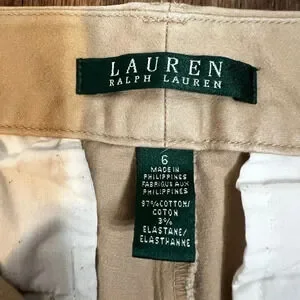 LAUREN
RALPH LAUREN
6
MADE IN
PHILIPPINES
FABRIQUÉ AUX
PHILIPPINES
97%COTTON/
COTON
3%
ELASTANE/
ELASTHANNE